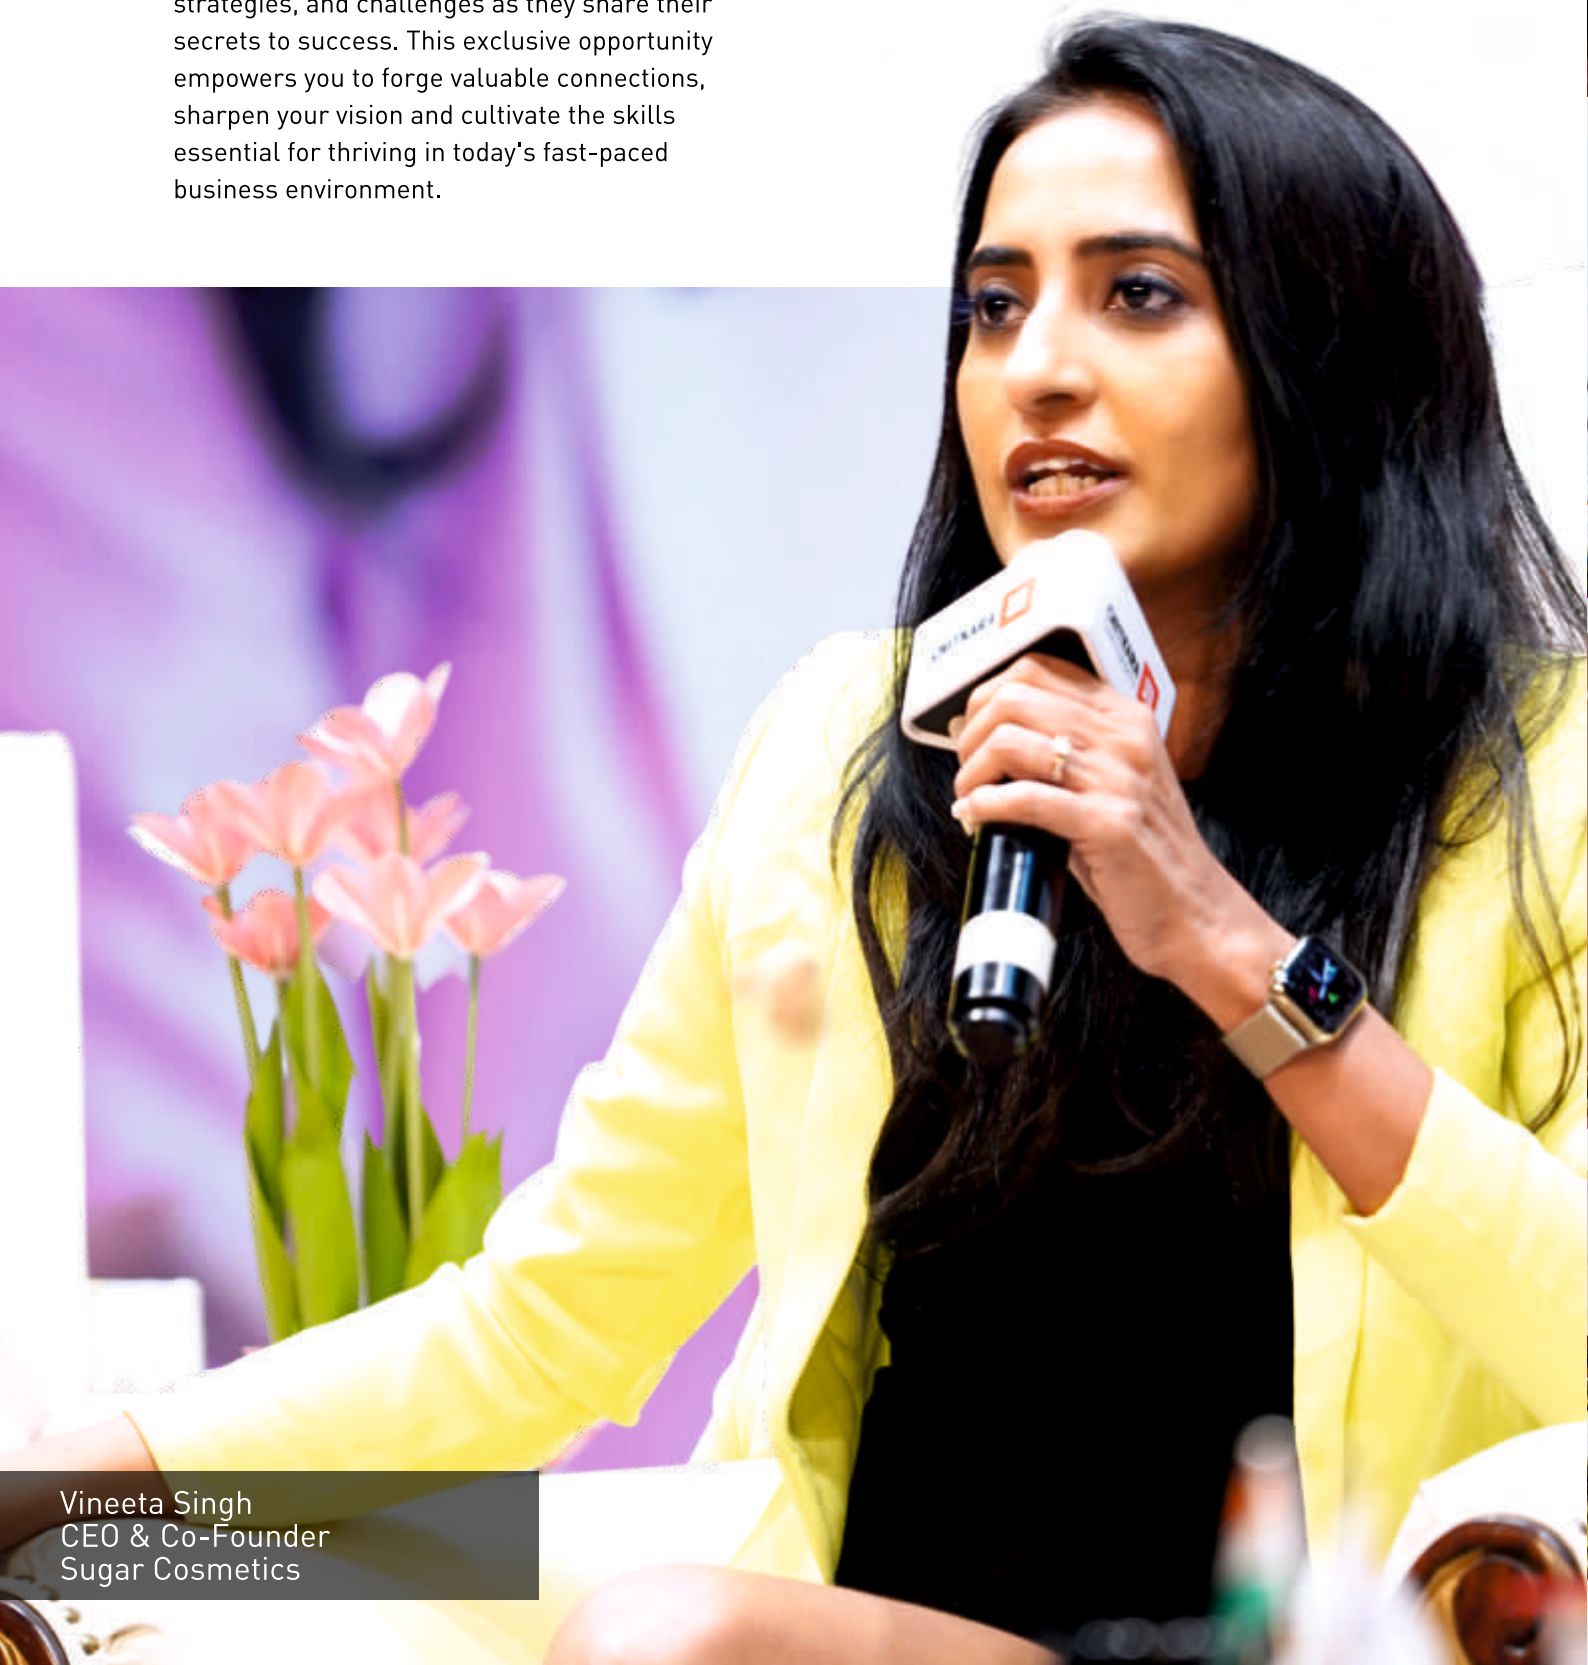 strategies, and challenges as they share their
secrets to success. This exclusive opportunity
empowers you to forge valuable connections,
sharpen your vision and cultivate the skills
essential for thriving in today's fast-paced
business environment.
CHITKARA
CHITKARA
Vineeta Singh
CEO & Co-Founder
Sugar Cosmetics